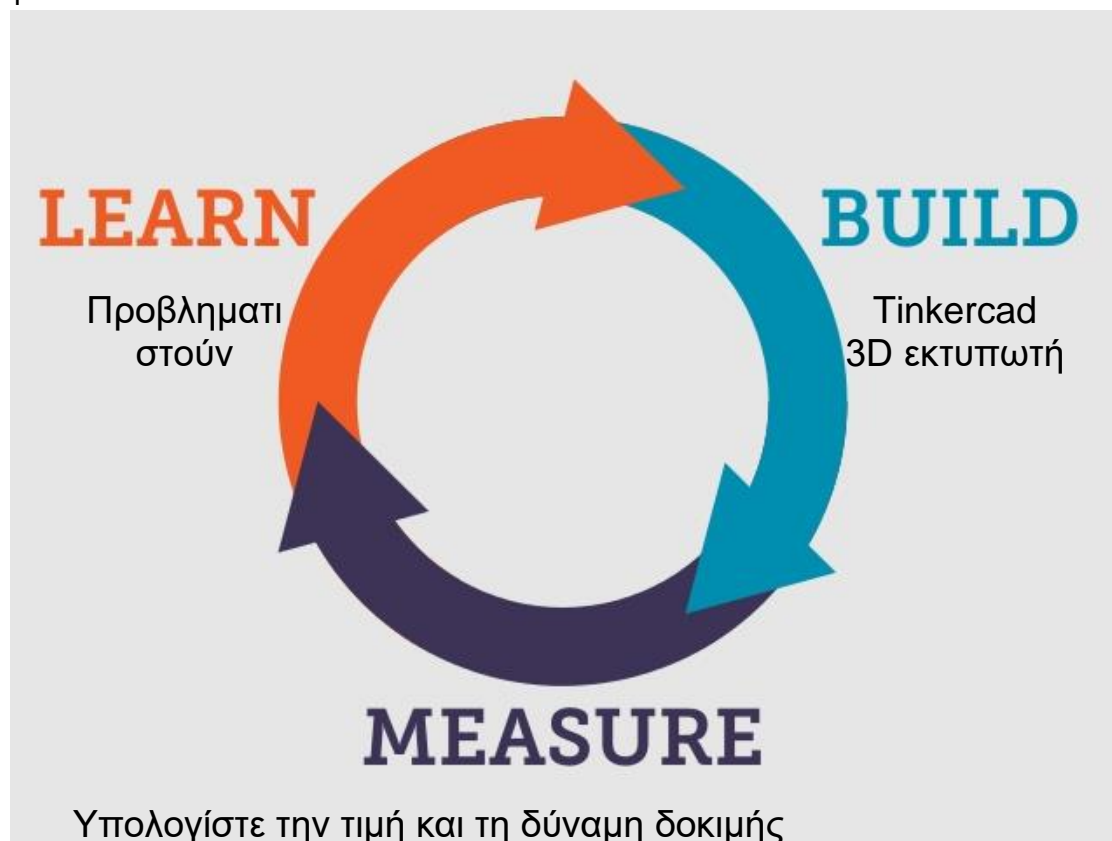 LEARN
Προβληματι
στούν
BUILD
Tinkercad
3D εκτυπωτή
MEASURE
Υπολογίστε την τιμή και τη δύναμη δοκιμής